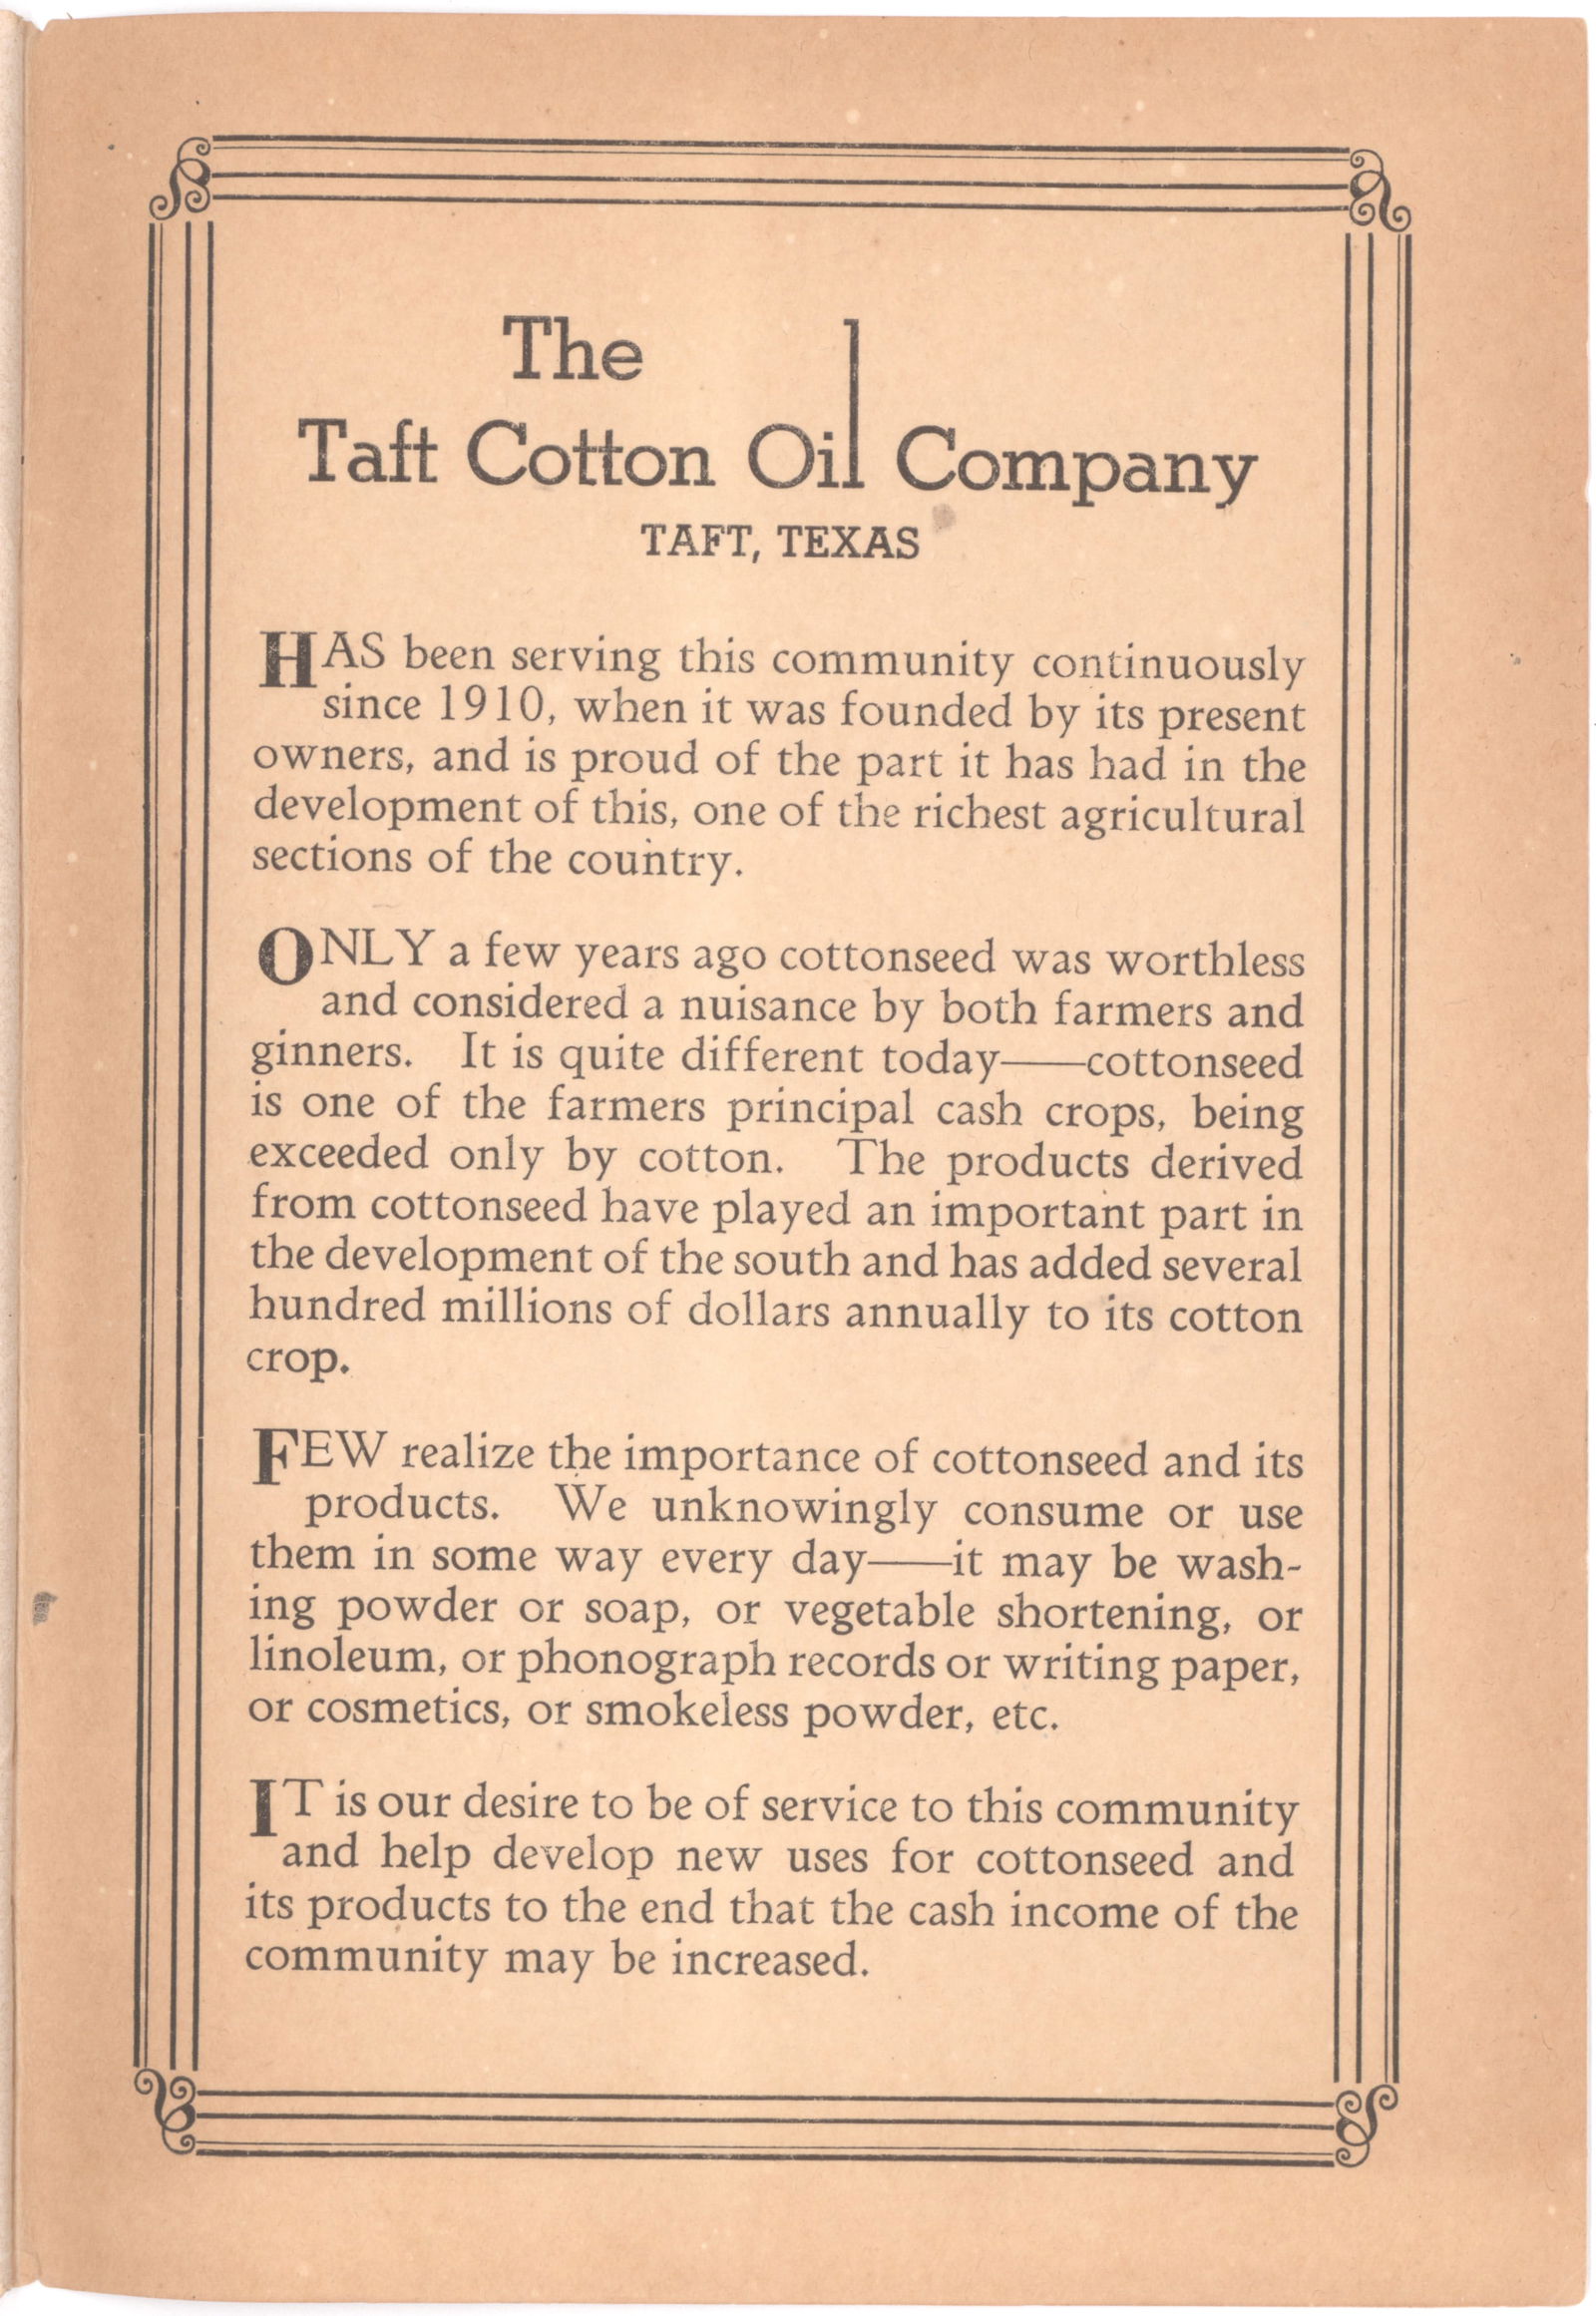 The
Taft Cotton Oil Company
TAFT, TEXAS
HAS been serving this community continuously
since 1910, when it was founded by its present
owners, and is proud of the part it has had in the
development of this, one of the richest agricultural
sections of the country.
ONLY a few years ago cottonseed was worthless
and considered a nuisance by both farmers and
ginners. It is quite different today——cottonseed
is one of the farmers principal cash crops, being
exceeded only by cotton. The products derived
from cottonseed have played an important part in
the development of the south and has added several
hundred millions of dollars annually to its cotton
crop.
FEW realize the importance of cottonseed and its
products. We unknowingly consume or use
them in some way every day——it may be wash-
ing powder or soap, or vegetable shortening, or
linoleum, or phonograph records or writing paper,
or cosmetics, or smokeless powder, etc.
IT is our desire to be of service to this community
and help develop new uses for cottonseed and
its products to the end that the cash income of the
community may be increased.